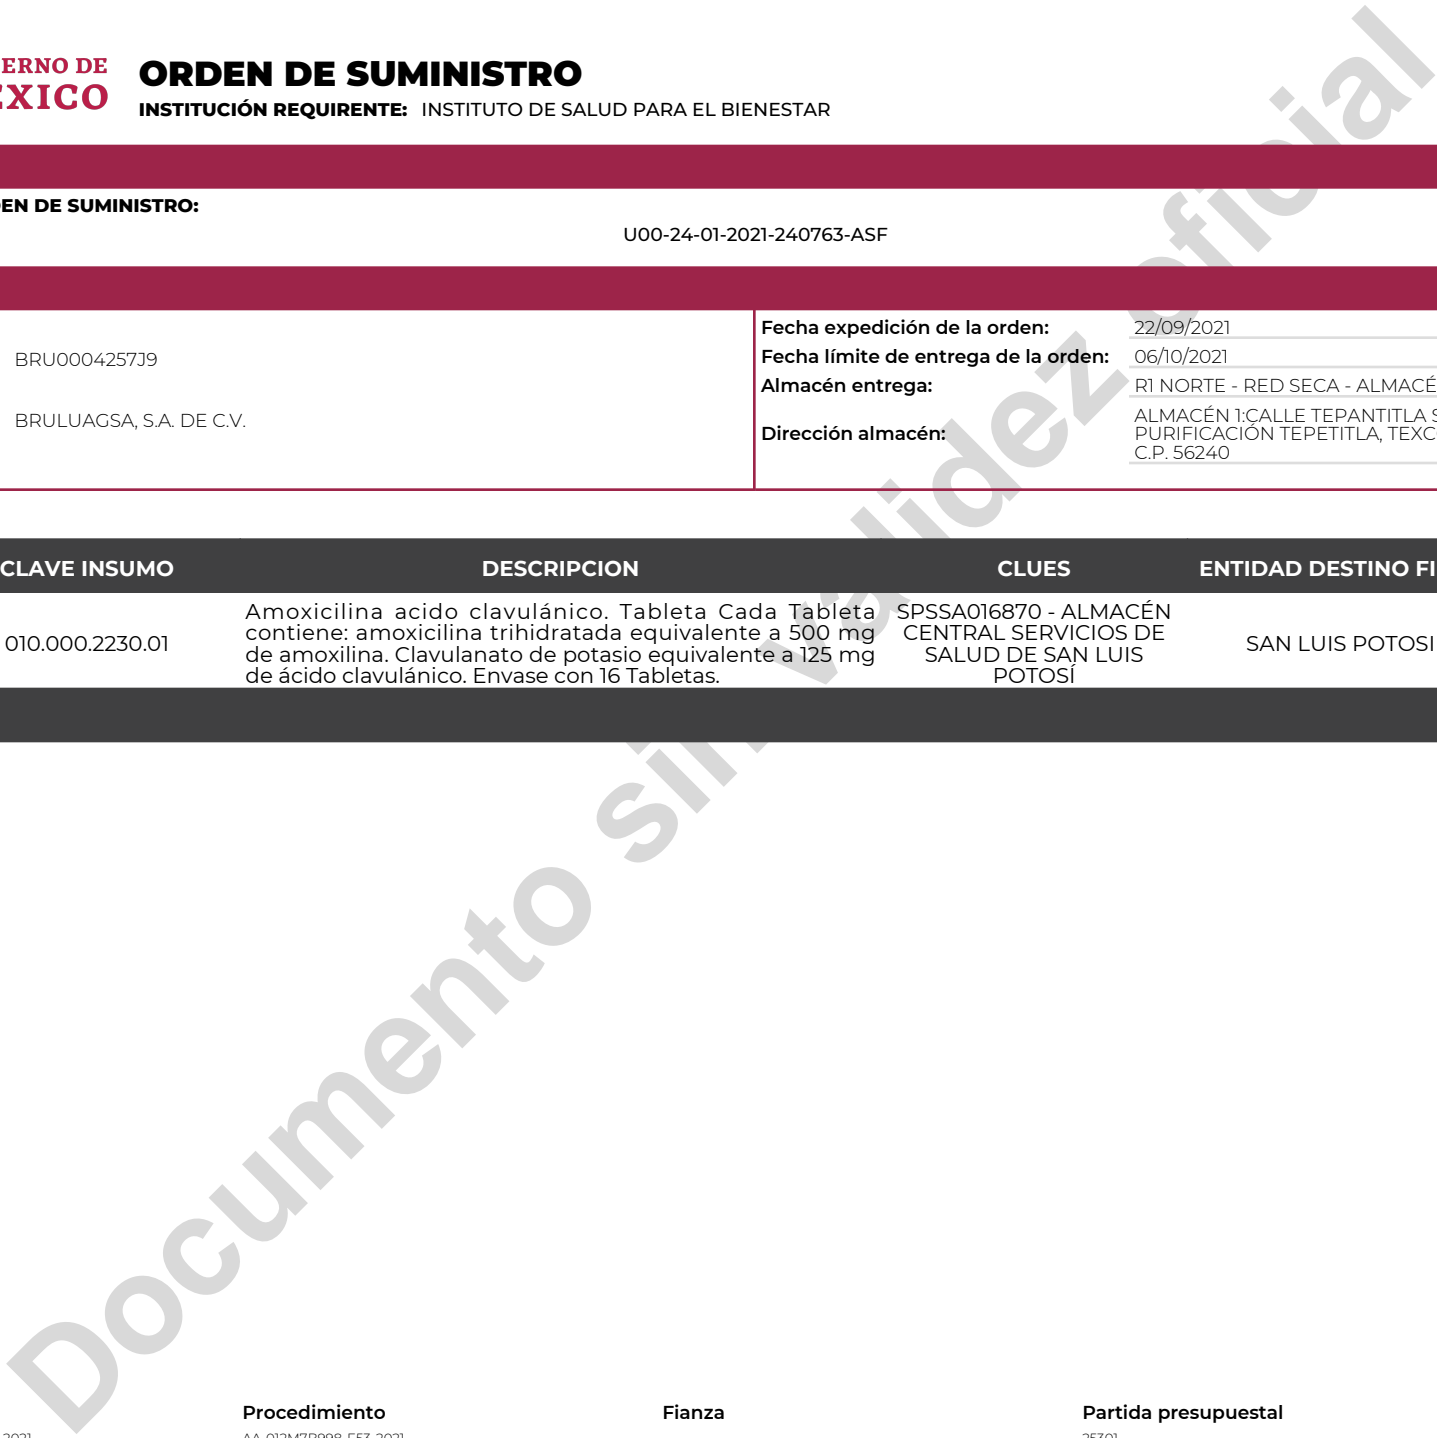 ERNO DE
EXICO
ORDEN DE SUMINISTRO
INSTITUCIÓN REQUIRENTE: INSTITUTO DE SALUD PARA EL BIENESTAR
EN DE SUMINISTRO:
U00-24-01-2021-240763-ASF
BRU0004257J9
BRULUAGSA, S.A. DE C.V.
Fecha expedición de la orden: 22/09/2021
Fecha límite de entrega de la orden: 06/10/2021
Almacén entrega: R1 NORTE - RED SECA - ALMACÉ
Dirección almacén:
ALMACÉN 1:CALLE TEPANTITLA S
PURIFICACIÓN TEPETITLA, TEXC
C.P. 56240
CLAVE INSUMO DESCRIPCION CLUES ENTIDAD DESTINO FI
010.000.2230.01
Amoxicilina acido clavulánico. Tableta Cada Tableta
contiene: amoxicilina trihidratada equivalente a 500 mg
de amoxilina. Clavulanato de potasio equivalente a 125 mg
de ácido clavulánico. Envase con 16 Tabletas.
SPSSA016870 - ALMACÉN
CENTRAL SERVICIOS DE
SALUD DE SAN LUIS
POTOSÍ
SAN LUIS POTOSI
Documento sin validez oficial
Procedimiento Fianza Partida presupuestal